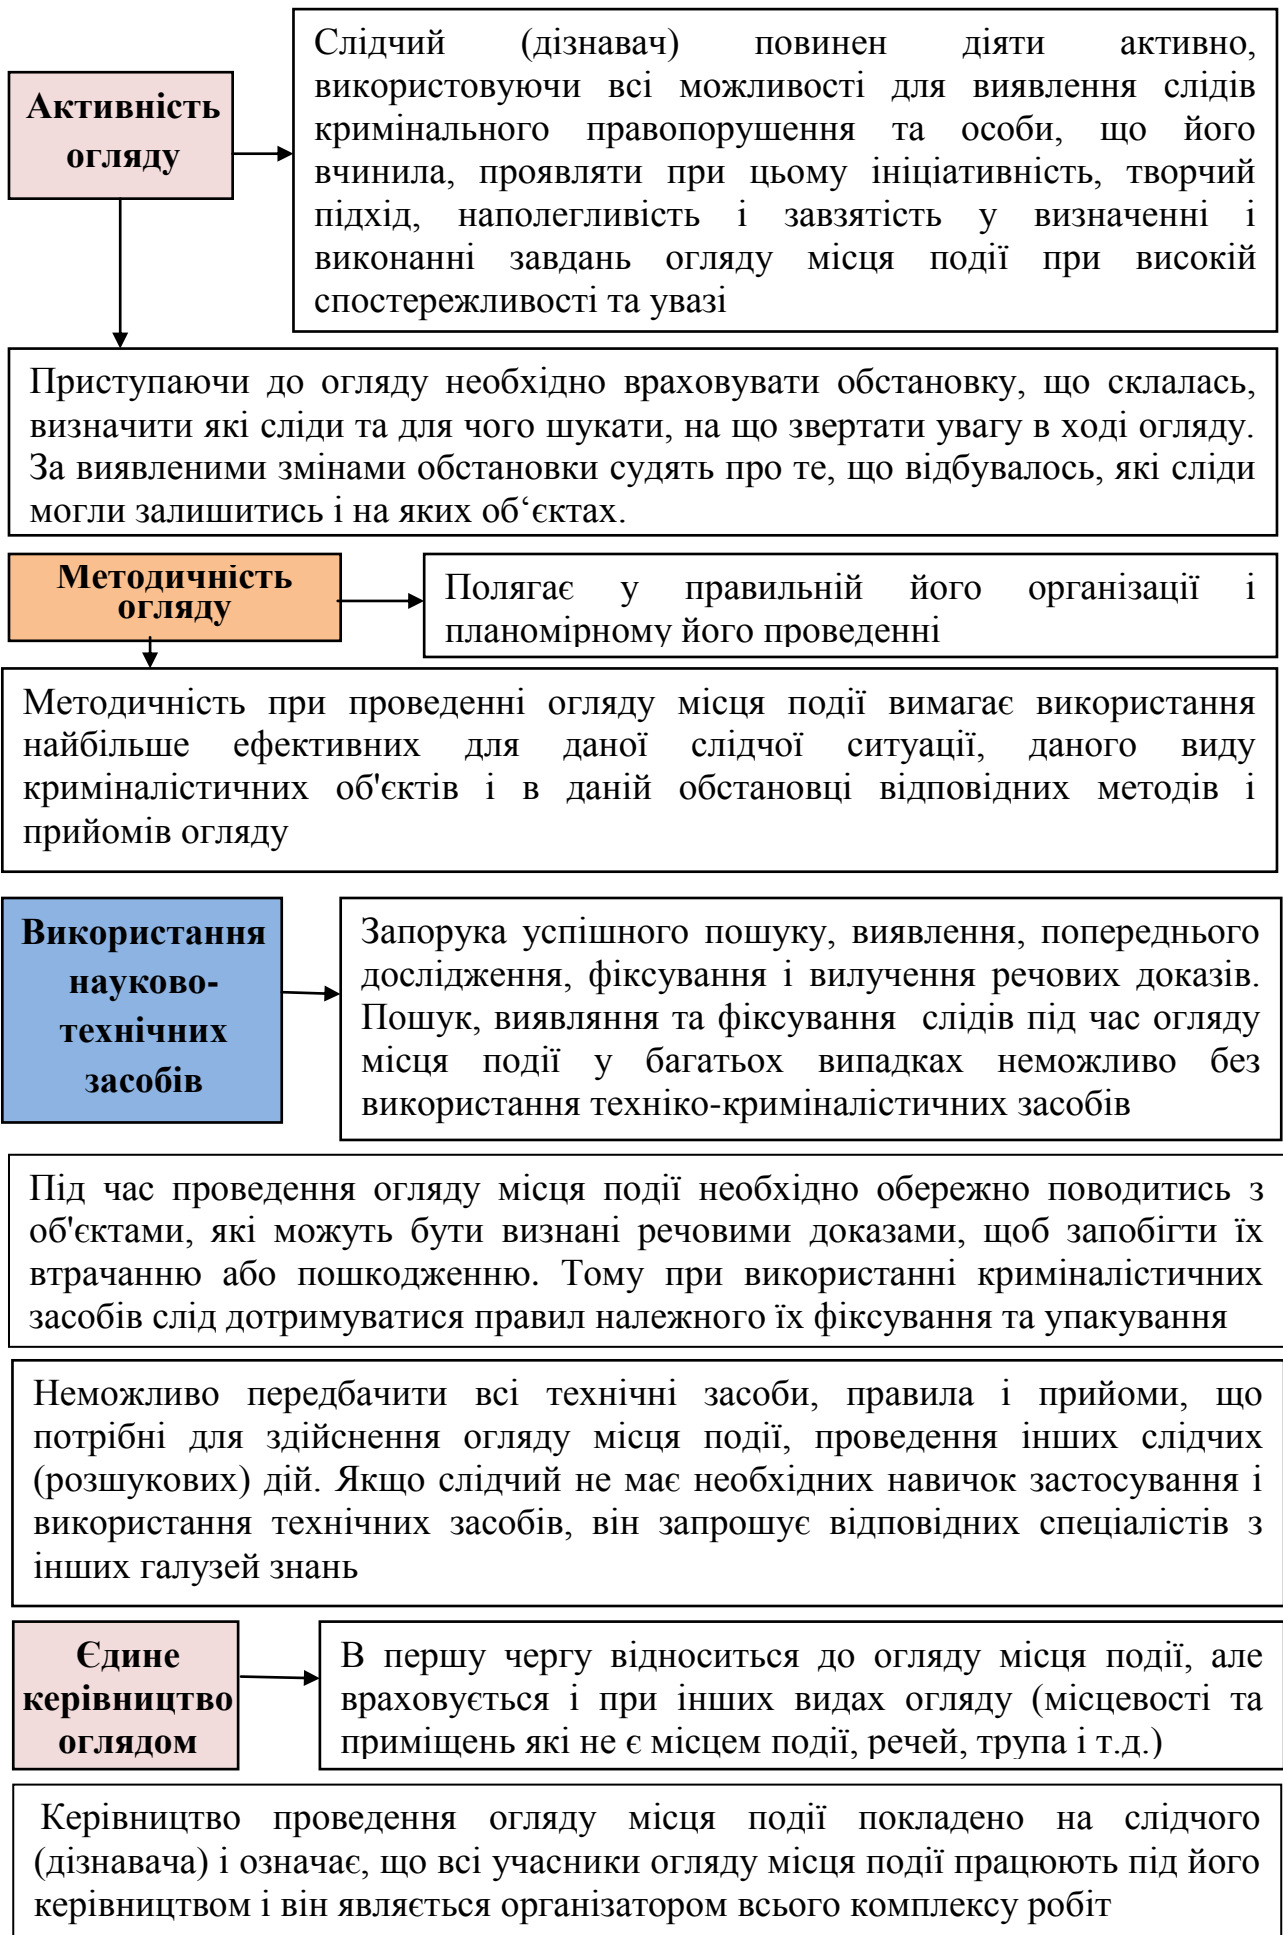 Активність
огляду
Слідчий (дізнавач) повинен діяти активно,
використовуючи всі можливості для виявлення слідів
кримінального правопорушення та особи, що його
вчинила, проявляти при цьому ініціативність, творчий
підхід, наполегливість і завзятість у визначенні і
виконанні завдань огляду місця події при високій
спостережливості та увазі
Приступаючи до огляду необхідно враховувати обстановку, що склалась,
визначити які сліди та для чого шукати, на що звертати увагу в ході огляду.
За виявленими змінами обстановки судять про те, що відбувалось, які сліди
могли залишитись і на яких об‘єктах.
Методичність
огляду
Полягає у правильній його організації і
планомірному його проведенні
Методичність при проведенні огляду місця події вимагає використання
найбільше ефективних для даної слідчої ситуації, даного виду
криміналістичних об'єктів і в даній обстановці відповідних методів і
прийомів огляду
Використання
науково-
технічних
засобів
Запорука успішного пошуку, виявлення, попереднього
дослідження, фіксування і вилучення речових доказів.
Пошук, виявляння та фіксування слідів під час огляду
місця події у багатьох випадках неможливо без
використання техніко-криміналістичних засобів
Під час проведення огляду місця події необхідно обережно поводитись з
об'єктами, які можуть бути визнані речовими доказами, щоб запобігти їх
втрачанню або пошкодженню. Тому при використанні криміналістичних
засобів слід дотримуватися правил належного їх фіксування та упакування
Неможливо передбачити всі технічні засоби, правила і прийоми, що
потрібні для здійснення огляду місця події, проведення інших слідчих
(розшукових) дій. Якщо слідчий не має необхідних навичок застосування і
використання технічних засобів, він запрошує відповідних спеціалістів з
інших галузей знань
Єдине
керівництво
оглядом
В першу чергу відноситься до огляду місця події, але
враховується і при інших видах огляду (місцевості та
приміщень які не є місцем події, речей, трупа і т.д.)
Керівництво проведення огляду місця події покладено на слідчого
(дізнавача) і означає, що всі учасники огляду місця події працюють під його
керівництвом і він являється організатором всього комплексу робіт